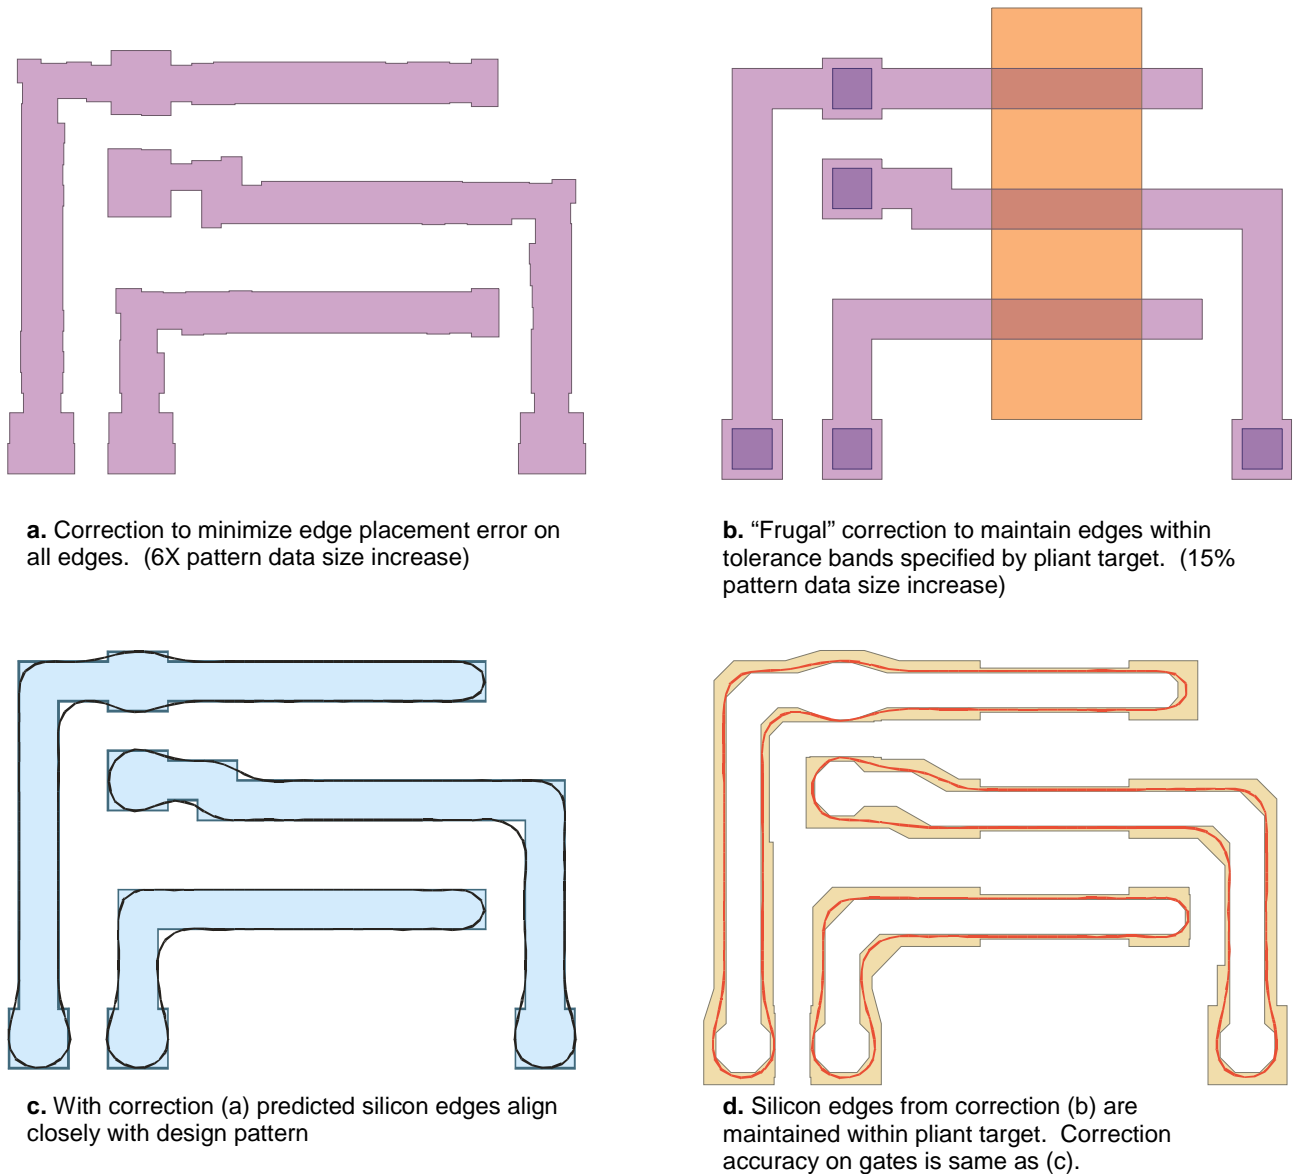 a. Correction to minimize edge placement error on
all edges. (6X pattern data size increase)
b. “Frugal” correction to maintain edges within
tolerance bands specified by pliant target. (15%
pattern data size increase)
c. With correction (a) predicted silicon edges align
closely with design pattern
d. Silicon edges from correction (b) are
maintained within pliant target. Correction
accuracy on gates is same as (c).